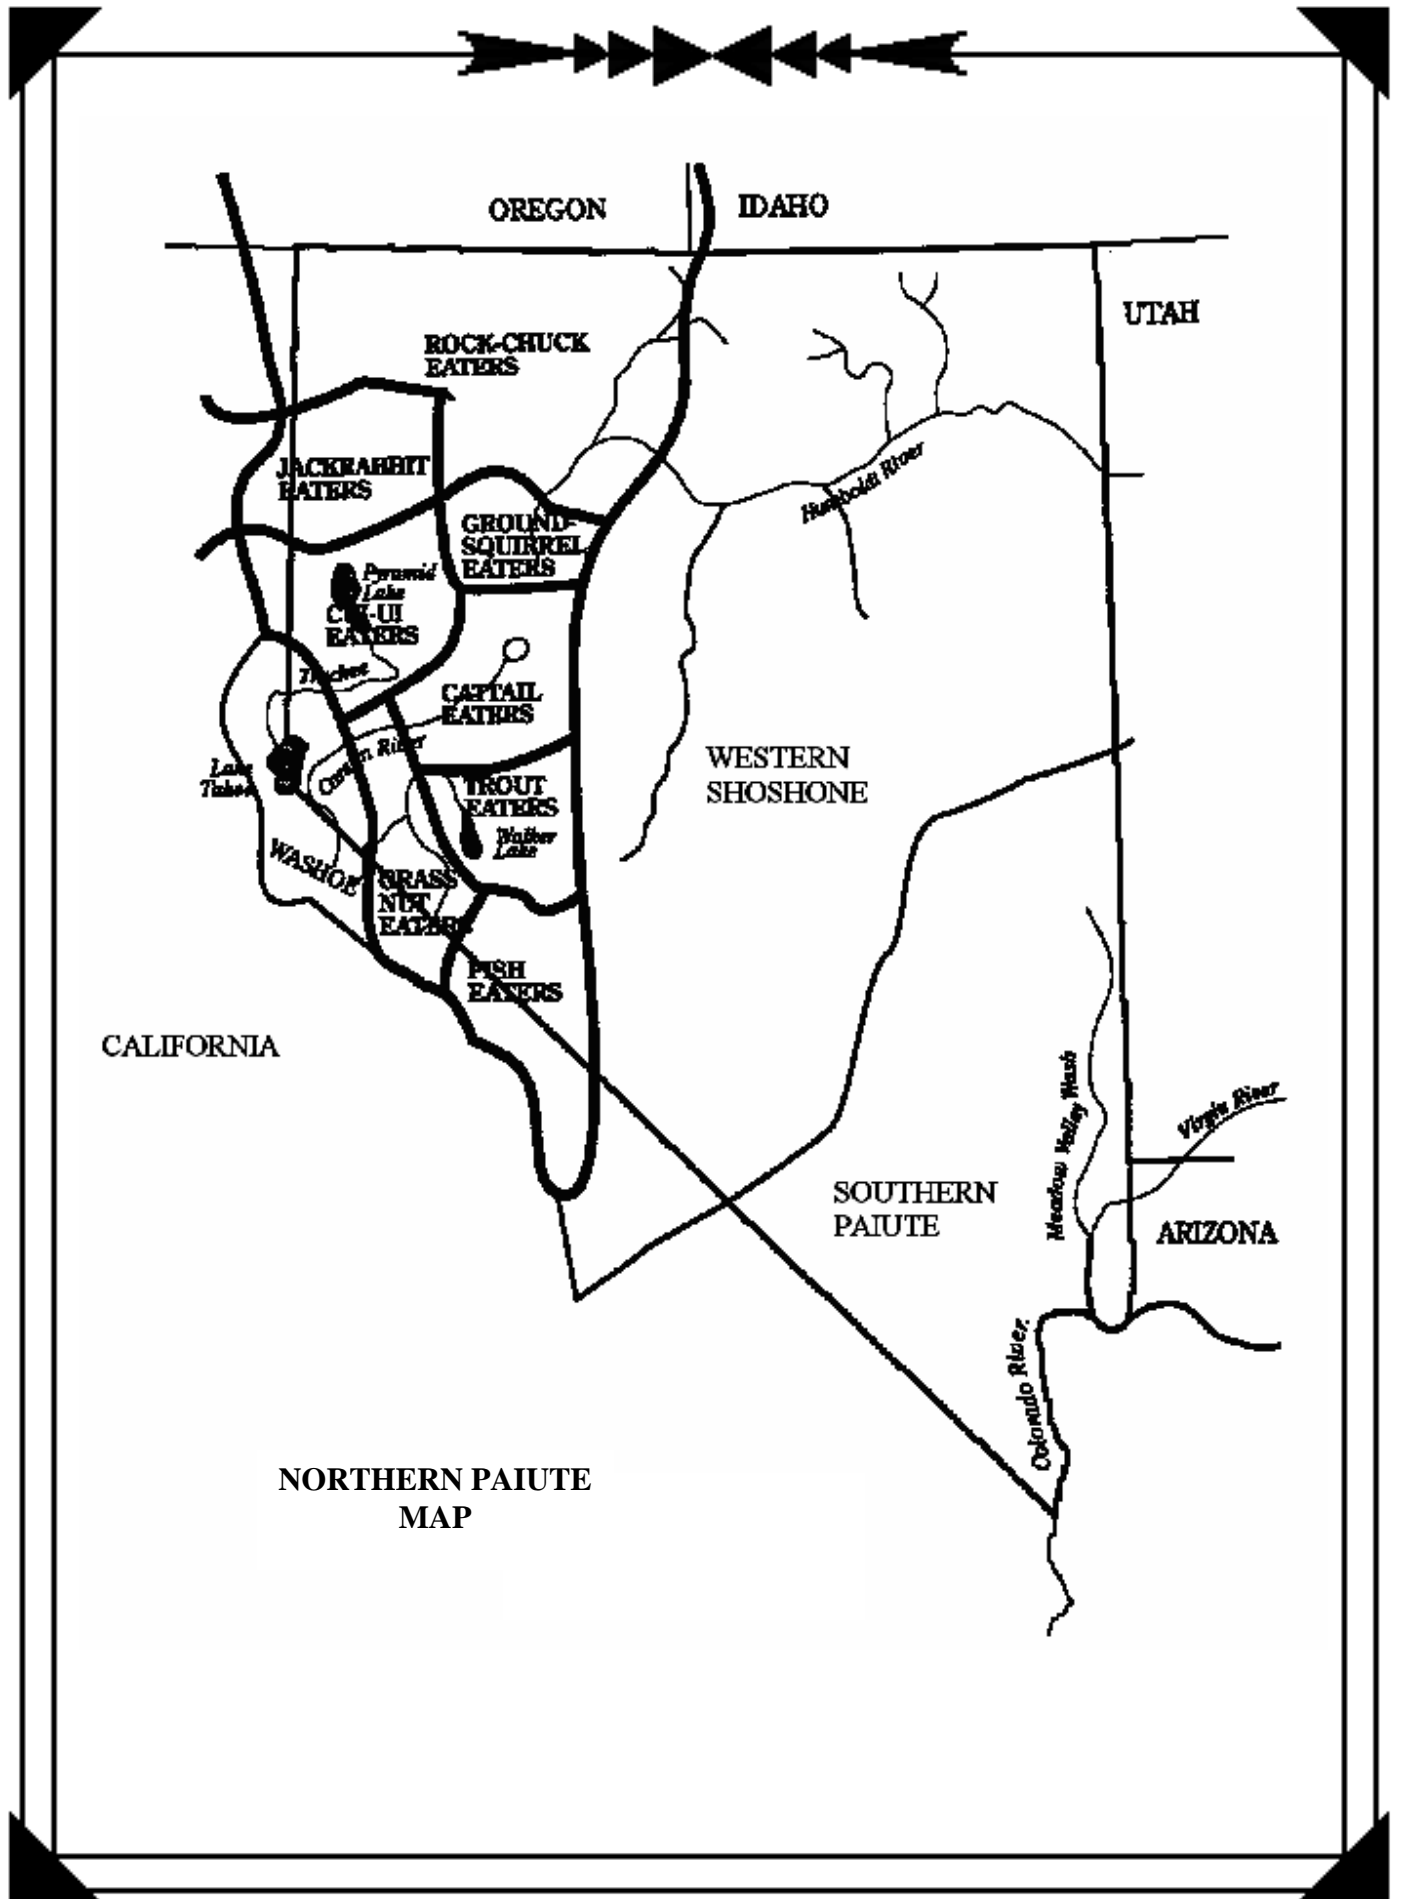 OREGON
IDAHO
UTAH
ROCK-CHUCK
EATERS
JACKRABBIT
EATERS
Humboldt River
GROUND-
SQUIRREL
EATERS
Pyramid
Lake
CUI-UI
EATERS
Truckee
CATTAIL
EATERS
Carson River
Lake
Tahoe
WESTERN
SHOSHONE
TROUT
EATERS
Walker
Lake
WASHOE
GRASS
NUT
EATERS
FISH
EATERS
CALIFORNIA
Meadow Valley Wash
Virgin River
SOUTHERN
PAIUTE
ARIZONA
Colorado River
NORTHERN PAIUTE
MAP